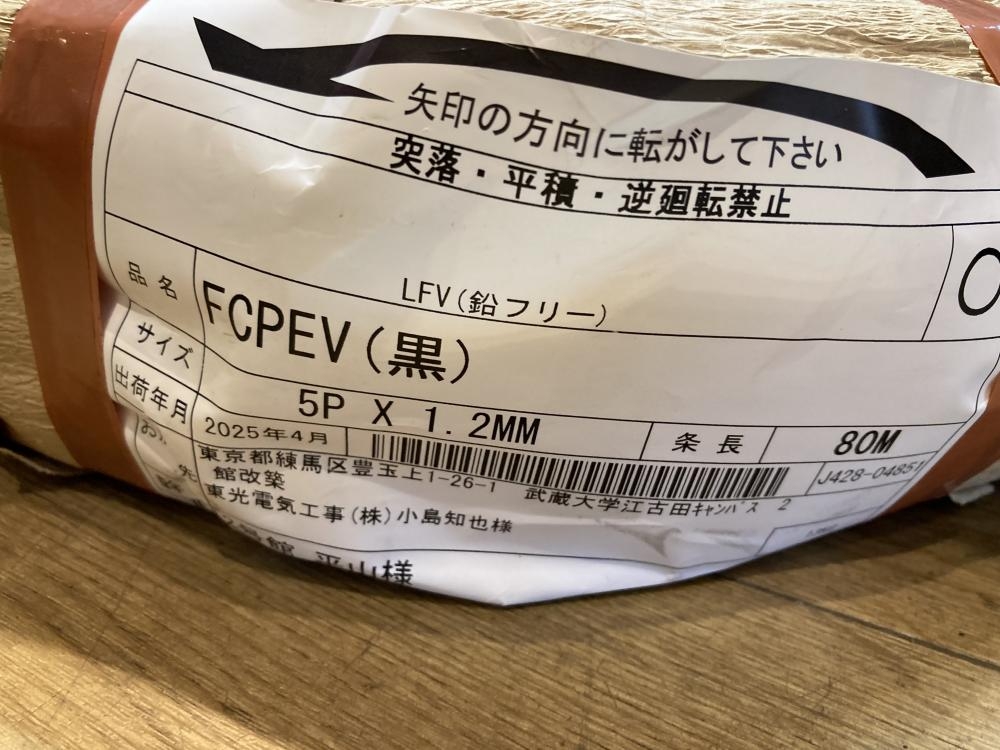 矢印の方向に転がして下さい
突落・平積・逆廻転禁止
LFV(鉛フリー)
品名 FCPEV(黒)
サイズ 5P X 1.2MM 条長 80M
出荷年月 2025年4月 J428-04851
東京都練馬区豊玉上1-26-1 武蔵大学江古田キャンパス 2
館改築
先 東光電気工事(株)小島知也様
館 平山様